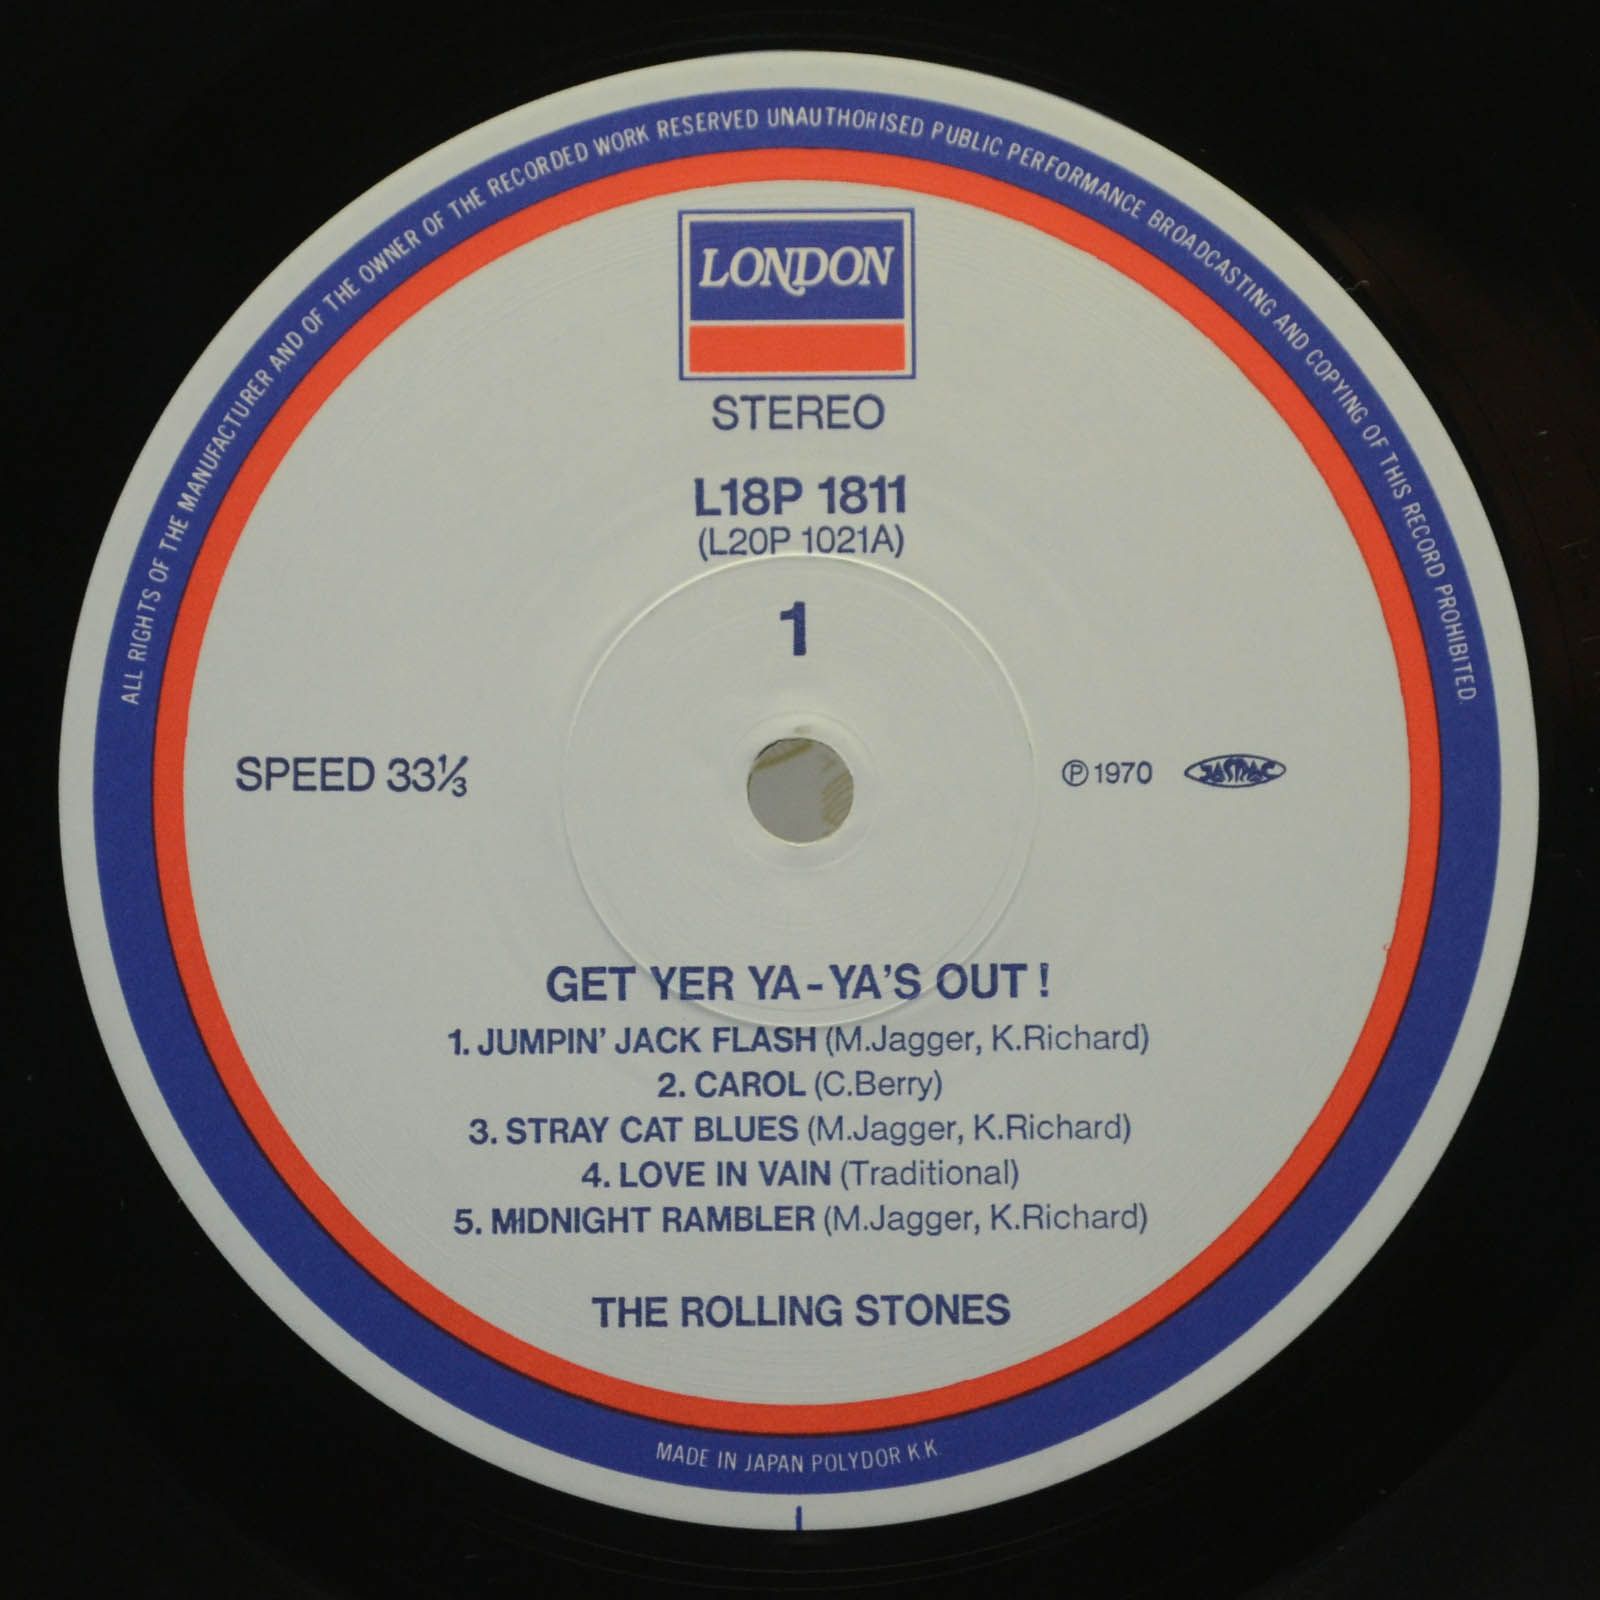 ALL RIGHTS OF THE MANUFACTURER AND OF THE OWNER OF THE RECORDED WORK RESERVED UNAUTHORISED PUBLIC PERFORMANCE BROADCASTING AND COPYING OF THIS RECORD PROHIBITED.
LONDON
STEREO
L18P 1811
(L20P 1021A)
1
SPEED 33⅓
℗ 1970 JASRAC
GET YER YA-YA'S OUT!
1. JUMPIN' JACK FLASH (M.Jagger, K.Richard)
2. CAROL (C.Berry)
3. STRAY CAT BLUES (M.Jagger, K.Richard)
4. LOVE IN VAIN (Traditional)
5. MIDNIGHT RAMBLER (M.Jagger, K.Richard)
THE ROLLING STONES
MADE IN JAPAN POLYDOR K.K.